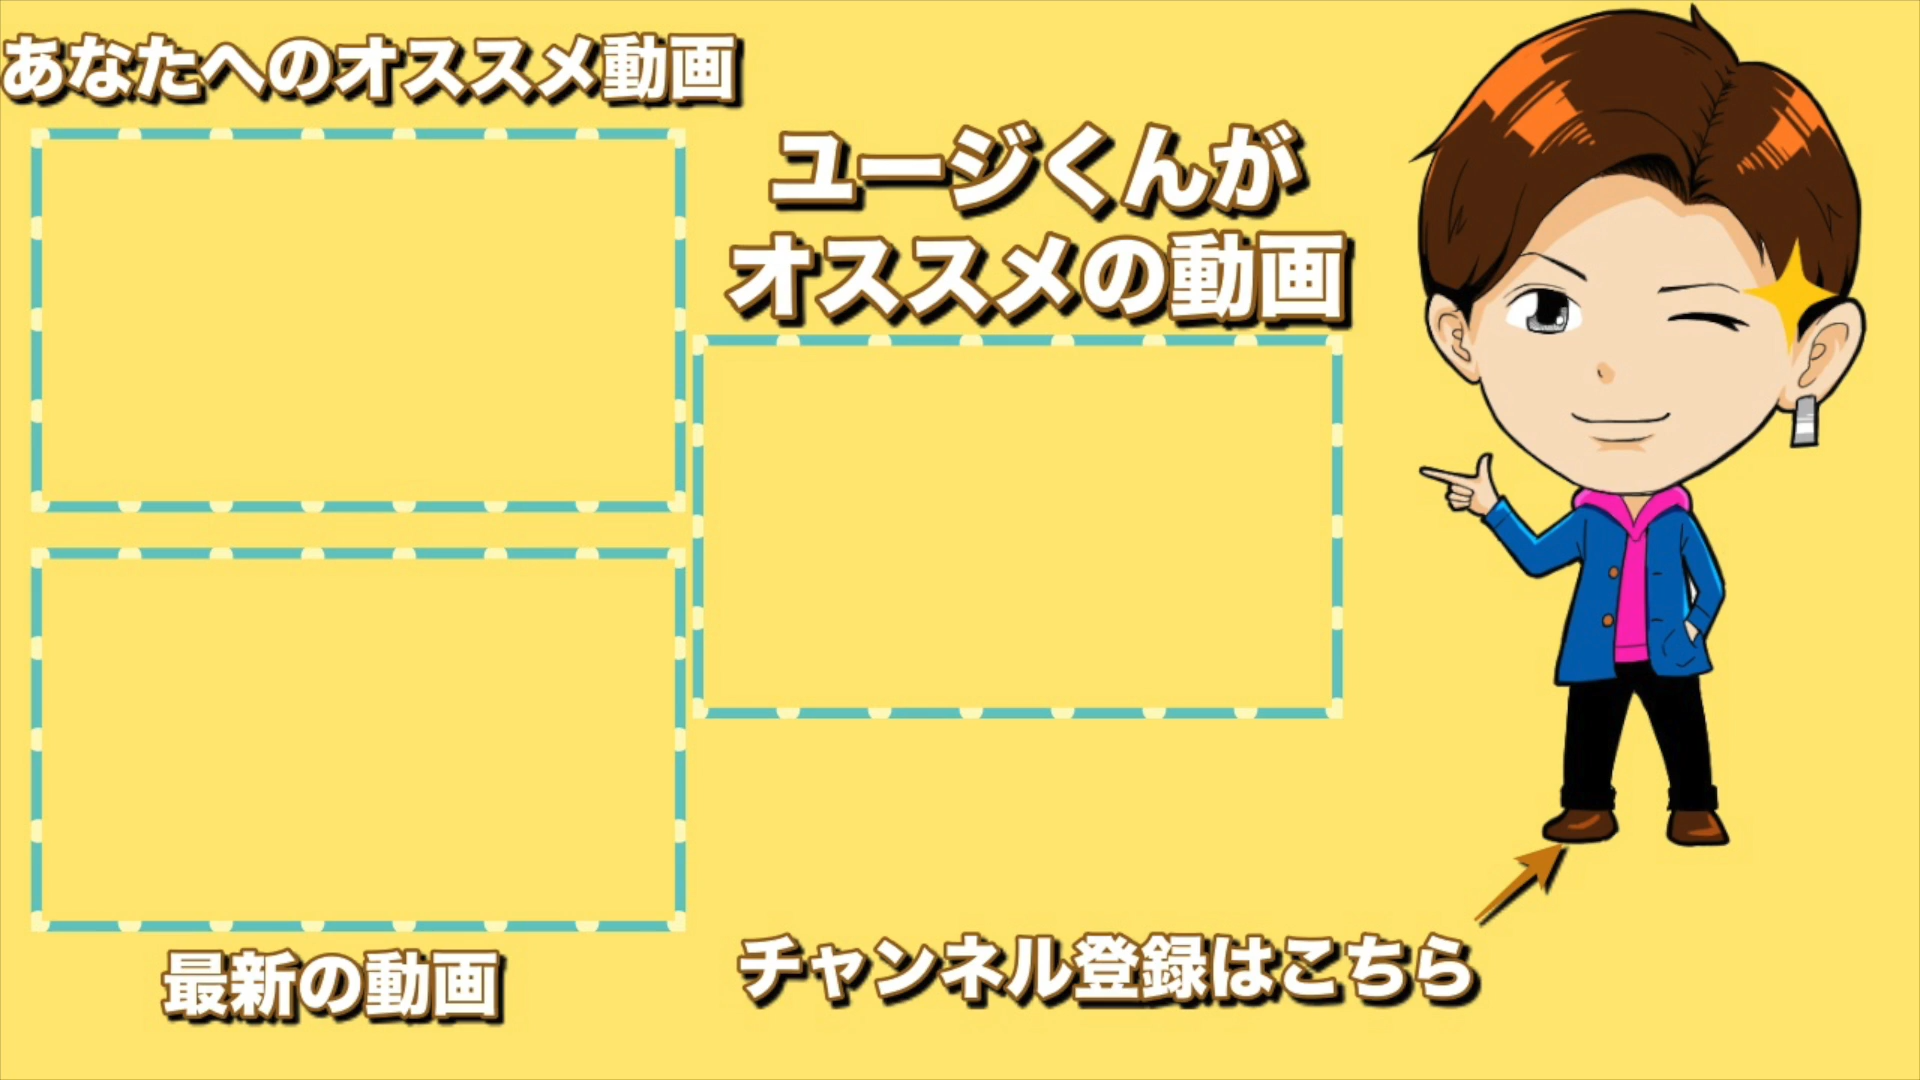 あなたへのオススメ動画
ユージくんが
オススメの動画
最新の動画
チャンネル登録はこちら